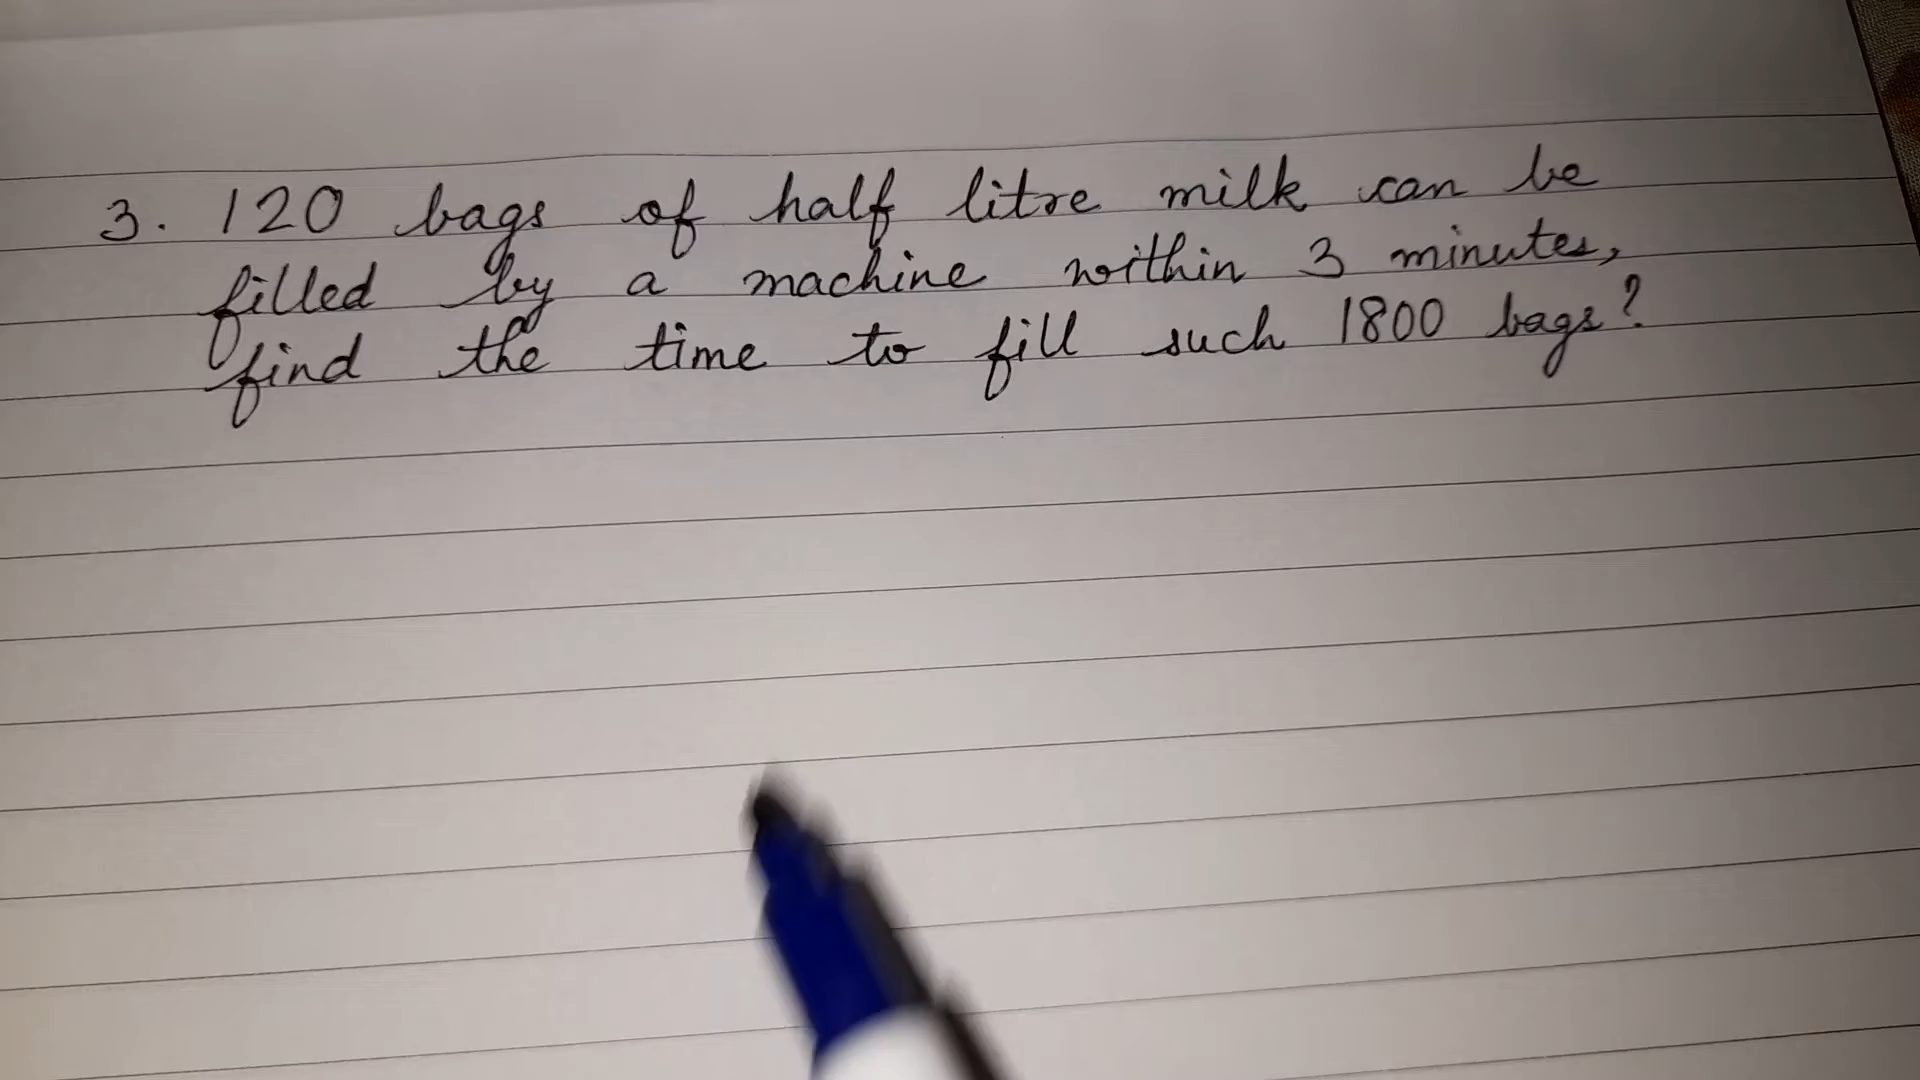 3. 120 bags of half litre milk can be
filled by a machine within 3 minutes,
find the time to fill such 1800 bags?